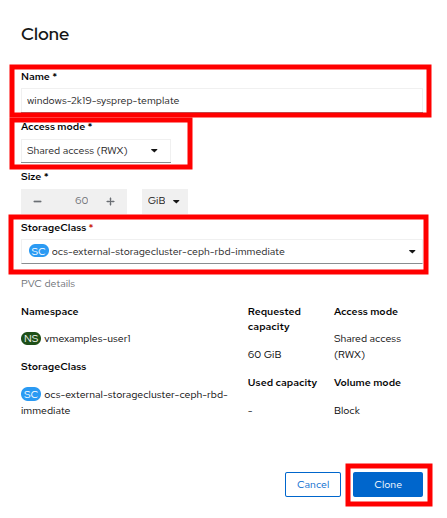 Clone
Name *
windows-2k19-sysprep-template
Access mode *
Shared access (RWX)
Size *
− 60 + GiB
StorageClass *
SC ocs-external-storagecluster-ceph-rbd-immediate
PVC details
Namespace
NS vmexamples-user1
StorageClass
SC ocs-external-storagecluster-ceph-rbd-
immediate
Requested
capacity
60 GiB
Used capacity
-
Access mode
Shared access
(RWX)
Volume mode
Block
Cancel
Clone